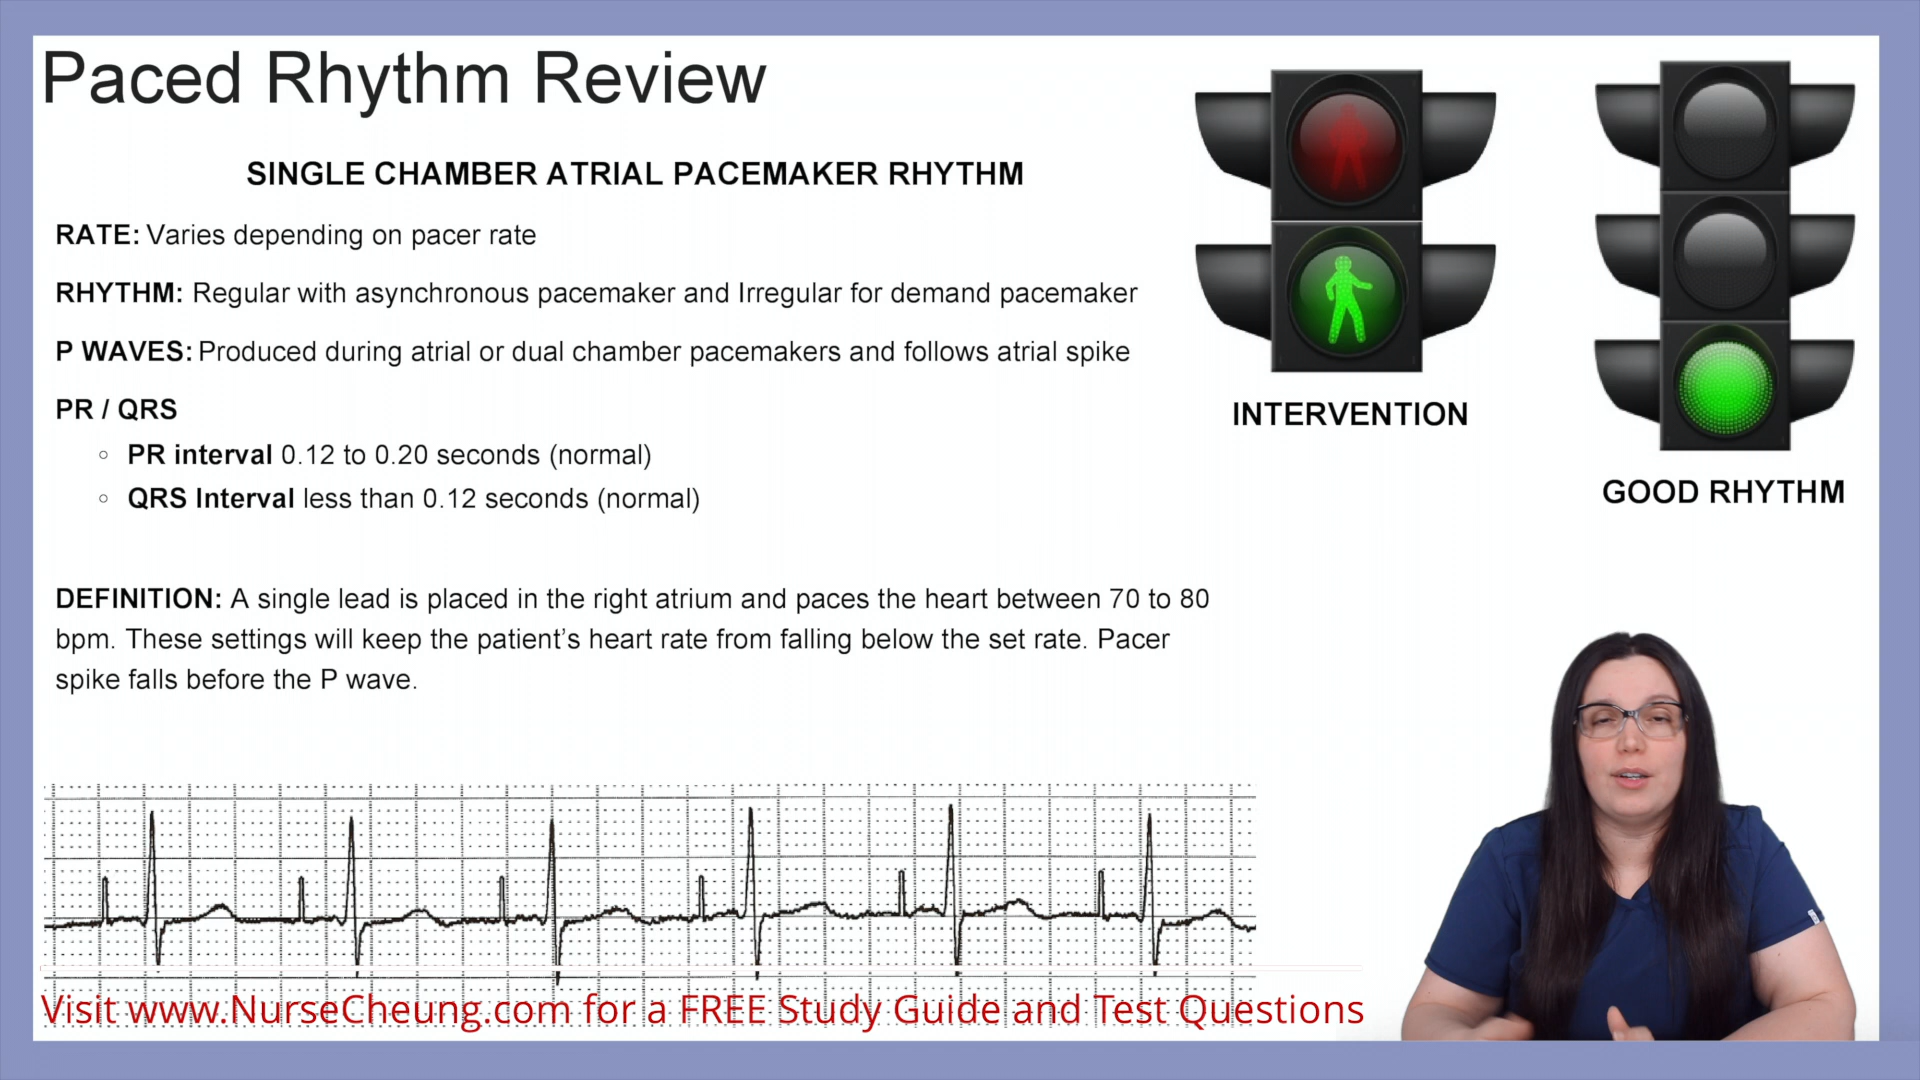 Paced Rhythm Review
SINGLE CHAMBER ATRIAL PACEMAKER RHYTHM
RATE: Varies depending on pacer rate
RHYTHM: Regular with asynchronous pacemaker and Irregular for demand pacemaker
P WAVES: Produced during atrial or dual chamber pacemakers and follows atrial spike
PR / QRS
◦ PR interval 0.12 to 0.20 seconds (normal)
◦ QRS Interval less than 0.12 seconds (normal)
DEFINITION: A single lead is placed in the right atrium and paces the heart between 70 to 80
bpm. These settings will keep the patient’s heart rate from falling below the set rate. Pacer
spike falls before the P wave.
INTERVENTION
GOOD RHYTHM
Visit www.NurseCheung.com for a FREE Study Guide and Test Questions